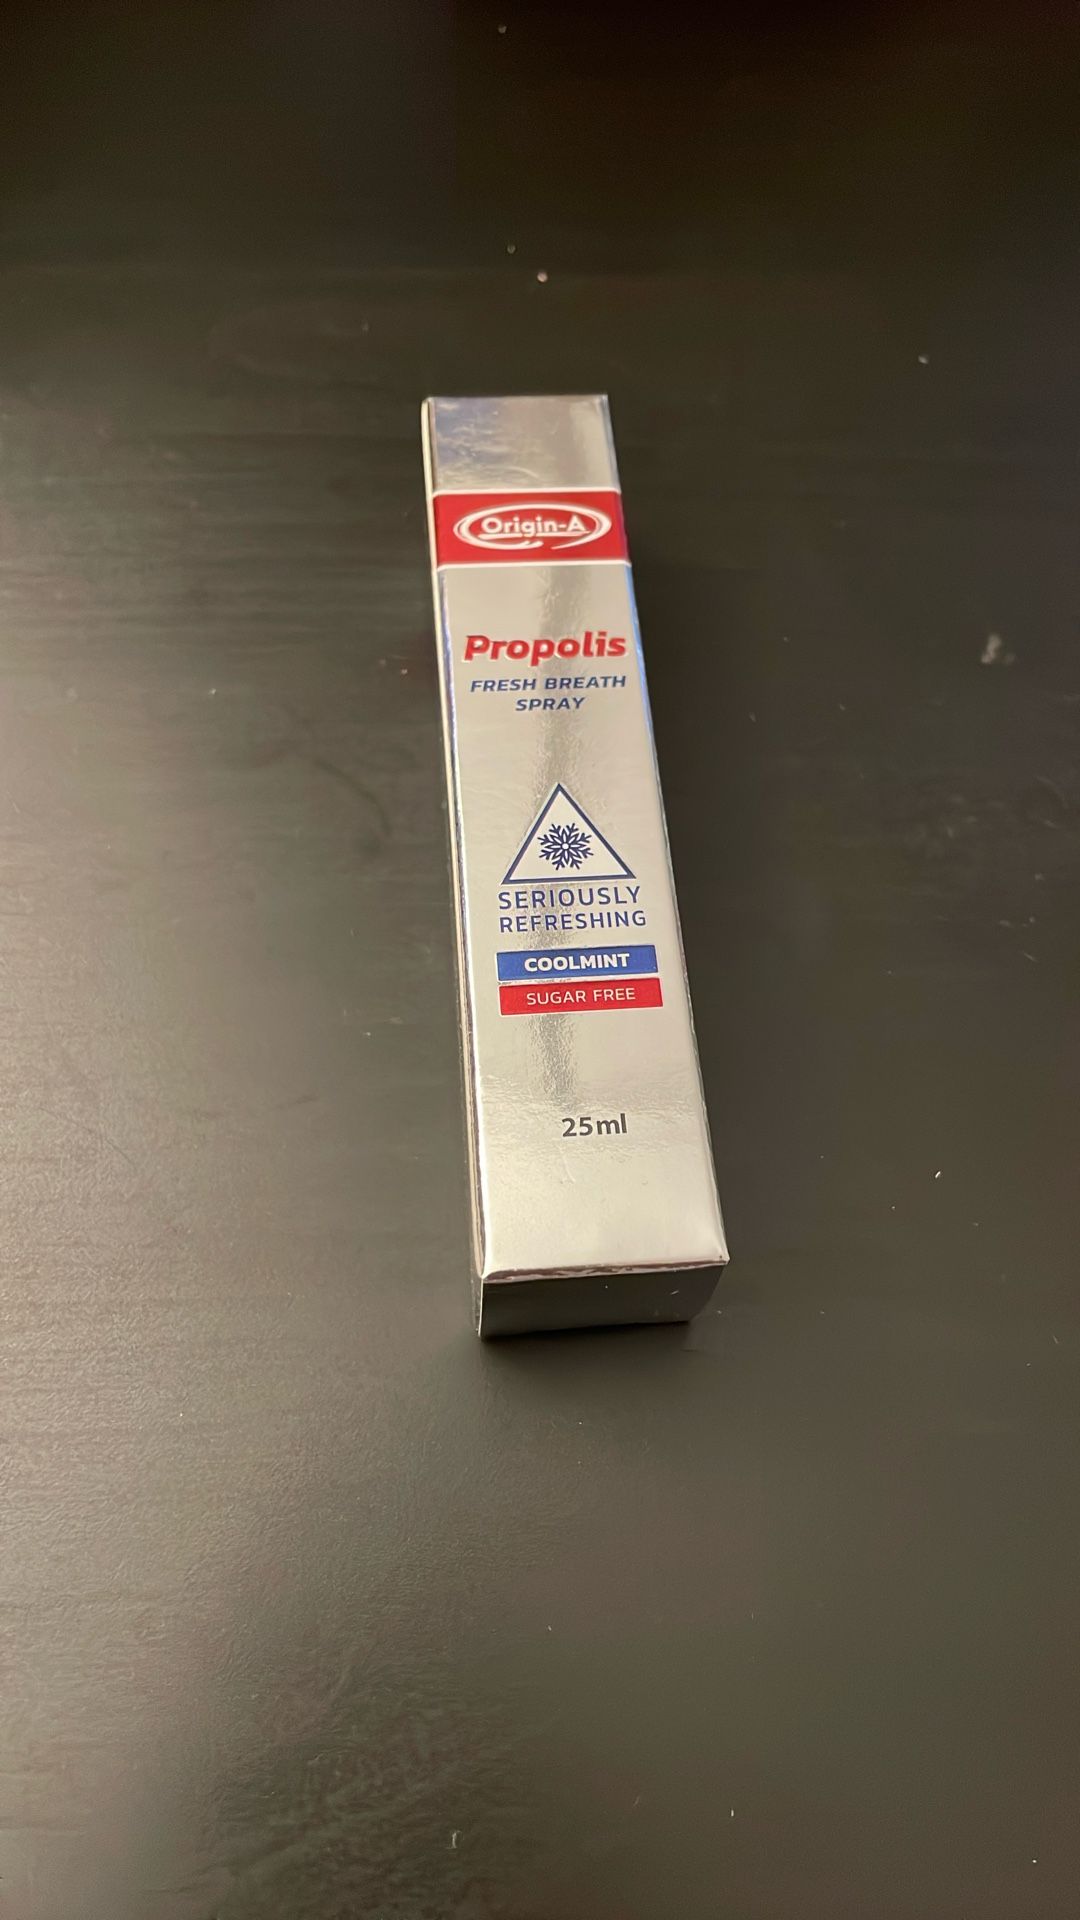 Origin-A
Propolis
FRESH BREATH
SPRAY
SERIOUSLY
REFRESHING
COOLMINT
SUGAR FREE
25ml